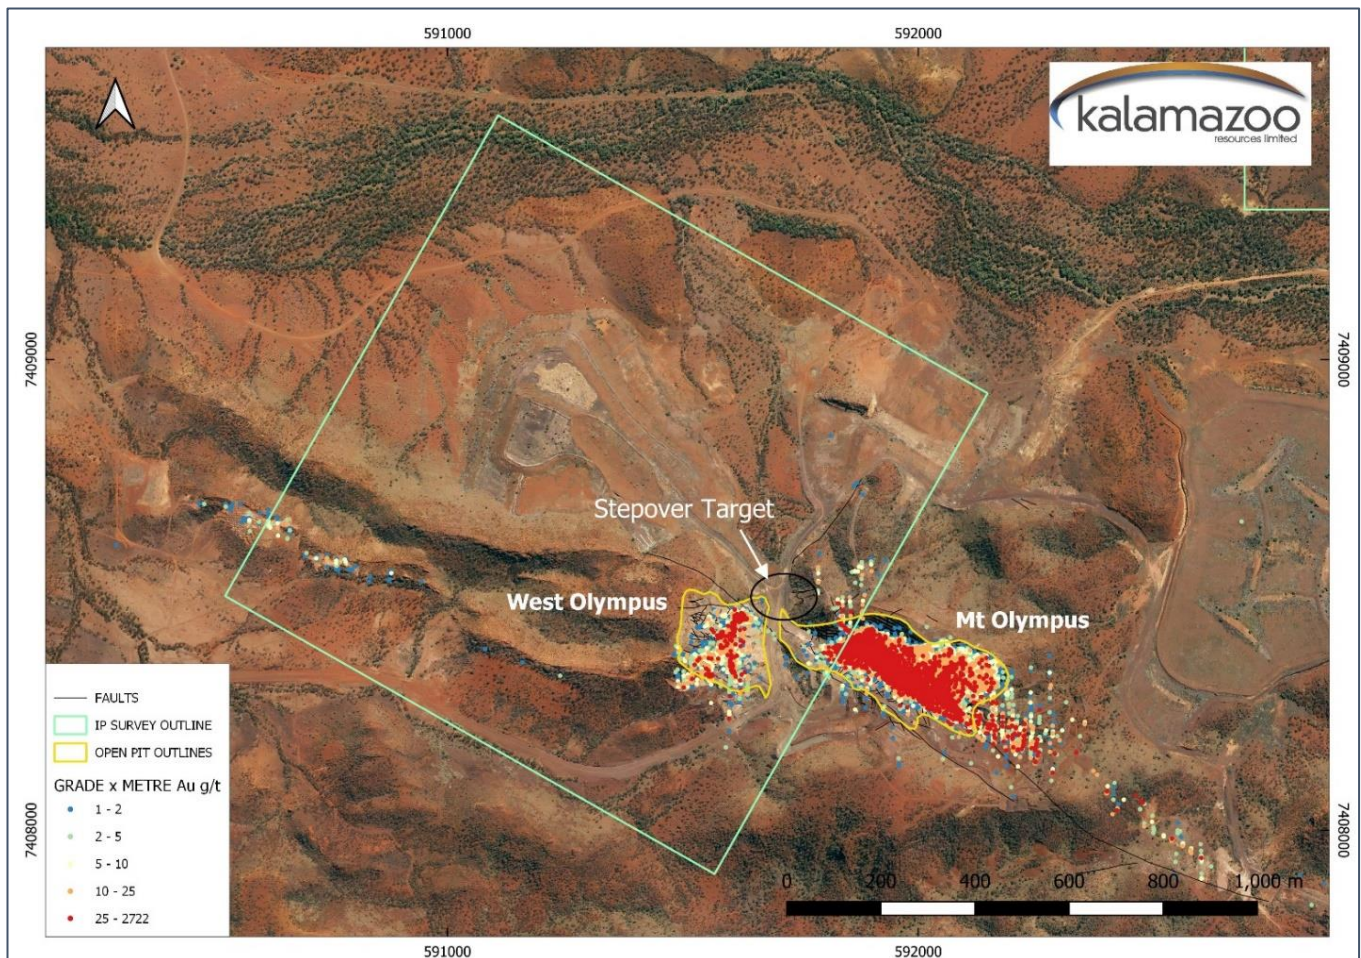 591000
592000
kalamazoo
resources limited
7409000
7409000
Stepover Target
West Olympus
Mt Olympus
FAULTS
IP SURVEY OUTLINE
OPEN PIT OUTLINES
GRADE x METRE Au g/t
1 - 2
2 - 5
5 - 10
10 - 25
25 - 2722
7408000
7408000
0 200 400 600 800 1,000 m
591000
592000